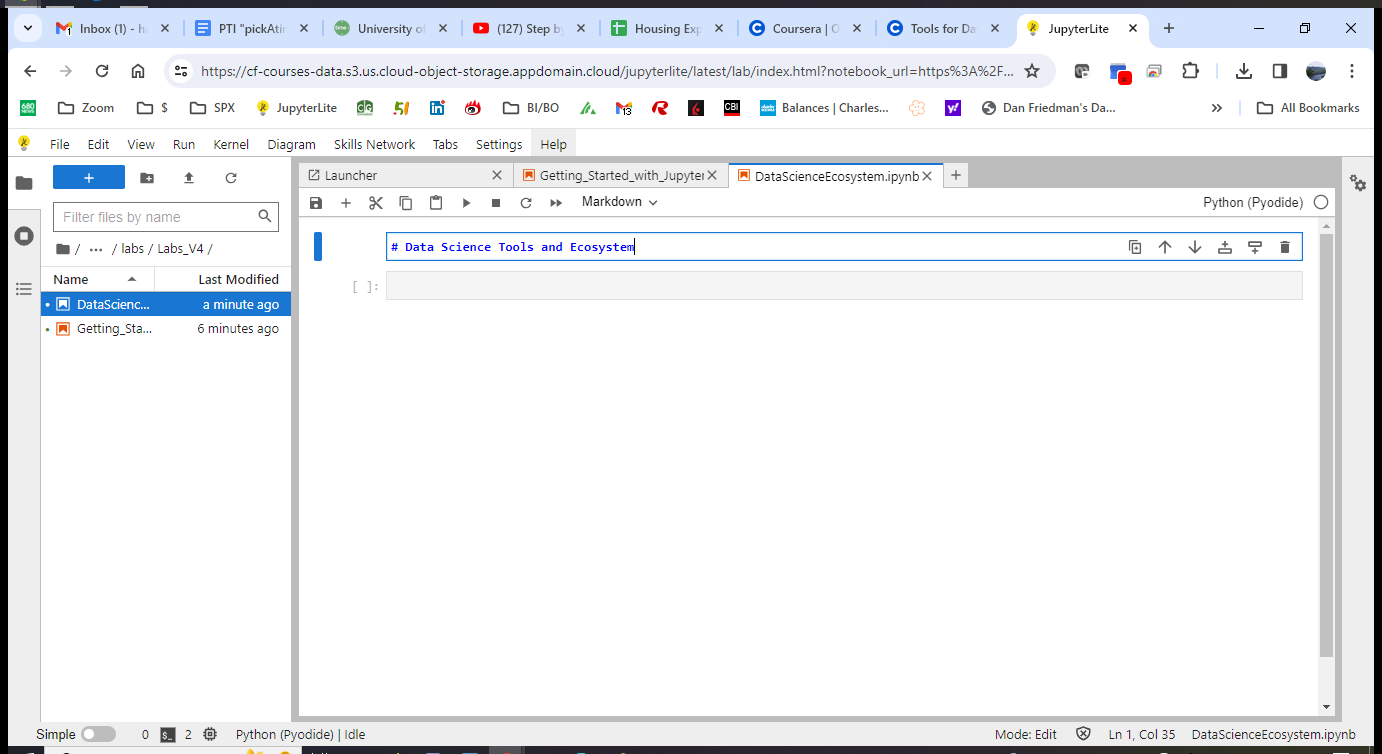 Inbox (1) - h
PTI "pickAtir
University of
(127) Step by
Housing Exp
Coursera | O
Tools for Da
JupyterLite
https://cf-courses-data.s3.us.cloud-object-storage.appdomain.cloud/jupyterlite/latest/lab/index.html?notebook_url=https%3A%2F...
Zoom $ SPX JupyterLite BI/BO CBI Balances | Charles... Dan Friedman's Da... All Bookmarks
File Edit View Run Kernel Diagram Skills Network Tabs Settings Help
Launcher Getting_Started_with_Jupyter DataScienceEcosystem.ipynb
Filter files by name
Markdown Python (Pyodide)
/ ... / labs / Labs_V4 /
# Data Science Tools and Ecosystem
Name Last Modified
[ ]:
DataScienc... a minute ago
Getting_Sta... 6 minutes ago
Simple 0 2 Python (Pyodide) | Idle Mode: Edit Ln 1, Col 35 DataScienceEcosystem.ipynb